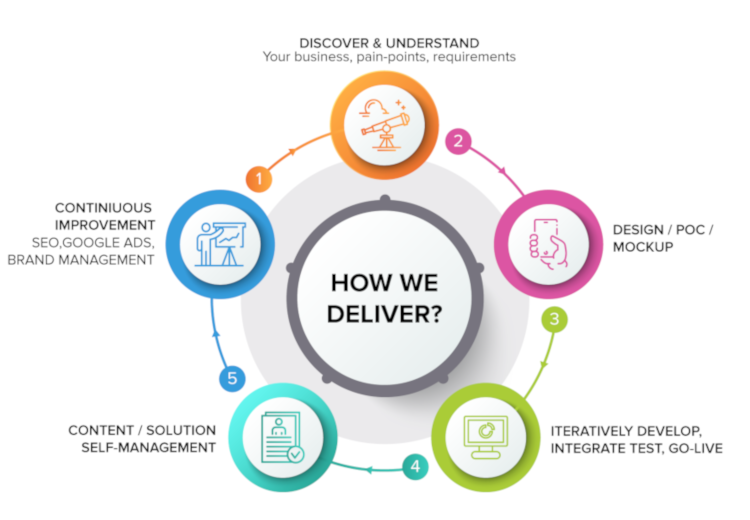 DISCOVER & UNDERSTAND
Your business, pain-points, requirements
1
2
CONTINIUOUS
IMPROVEMENT
SEO,GOOGLE ADS,
BRAND MANAGEMENT
DESIGN / POC /
MOCKUP
HOW WE
DELIVER?
3
5
CONTENT / SOLUTION
SELF-MANAGEMENT
ITERATIVELY DEVELOP,
INTEGRATE TEST, GO-LIVE
4